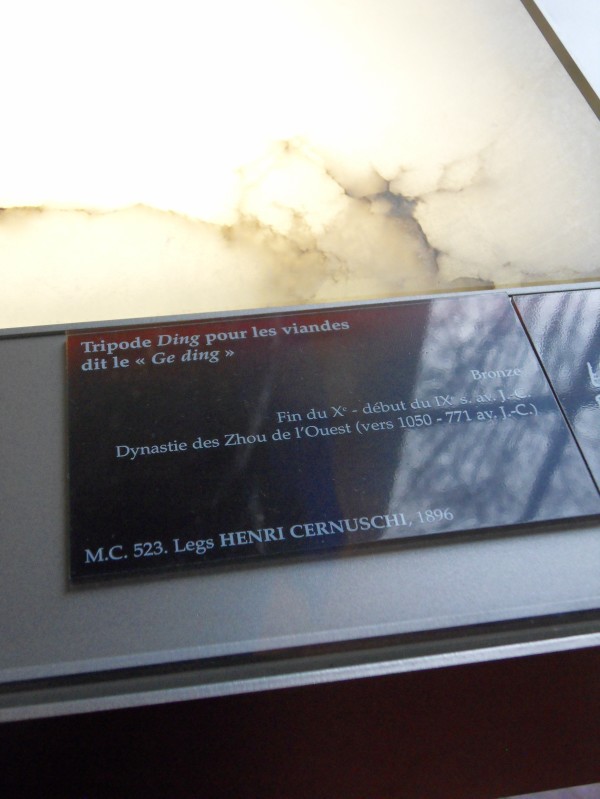 Tripode Ding pour les viandes
dit le « Ge ding »
Bronze
Fin du Xe - début du IXe s. av. J.-C.
Dynastie des Zhou de l'Ouest (vers 1050 - 771 av. J.-C.)
M.C. 523. Legs HENRI CERNUSCHI, 1896